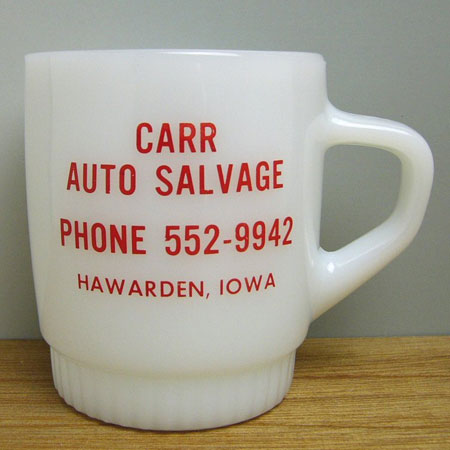 CARR
AUTO SALVAGE
PHONE 552-9942
HAWARDEN, IOWA